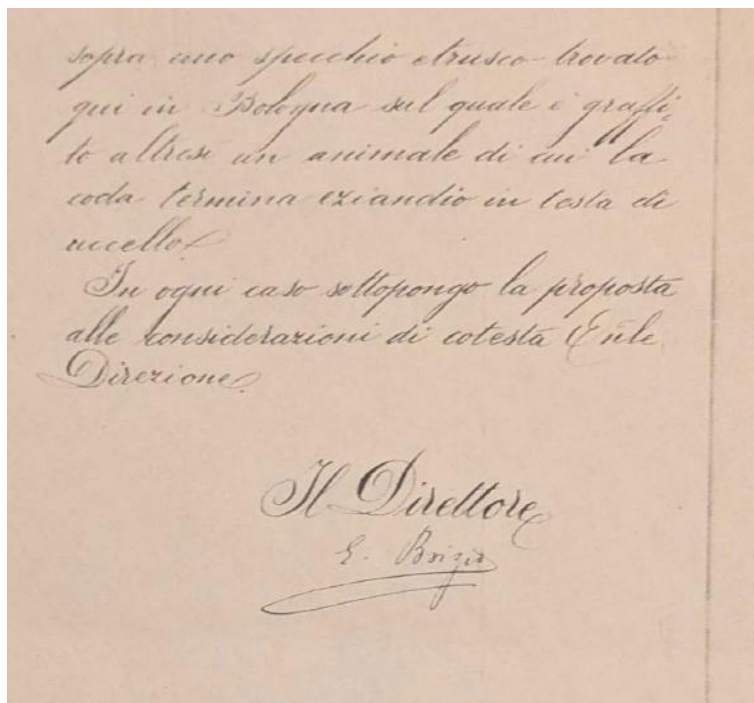 sopra uno specchio etrusco trovato
qui in Bologna sul quale è graffi-
to altresì un animale di cui la
coda termina eziandio in testa di
uccello.
In ogni caso sottopongo la proposta
alle considerazioni di cotesta
Direzione.
Il Direttore
E. Brizio